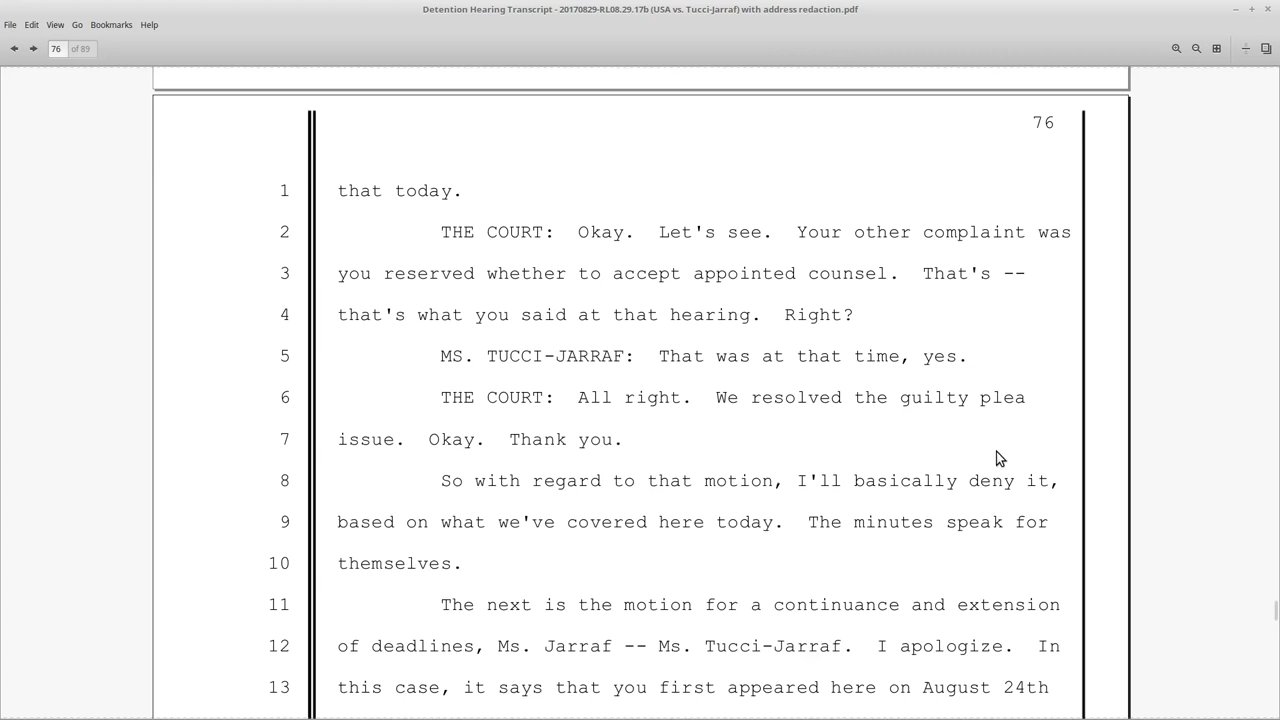 Detention Hearing Transcript - 20170829-RL08.29.17b (USA vs. Tucci-Jarraf) with address redaction.pdf
File Edit View Go Bookmarks Help
76 of 89
76
1 that today.
2 THE COURT: Okay. Let's see. Your other complaint was
3 you reserved whether to accept appointed counsel. That's --
4 that's what you said at that hearing. Right?
5 MS. TUCCI-JARRAF: That was at that time, yes.
6 THE COURT: All right. We resolved the guilty plea
7 issue. Okay. Thank you.
8 So with regard to that motion, I'll basically deny it,
9 based on what we've covered here today. The minutes speak for
10 themselves.
11 The next is the motion for a continuance and extension
12 of deadlines, Ms. Jarraf -- Ms. Tucci-Jarraf. I apologize. In
13 this case, it says that you first appeared here on August 24th